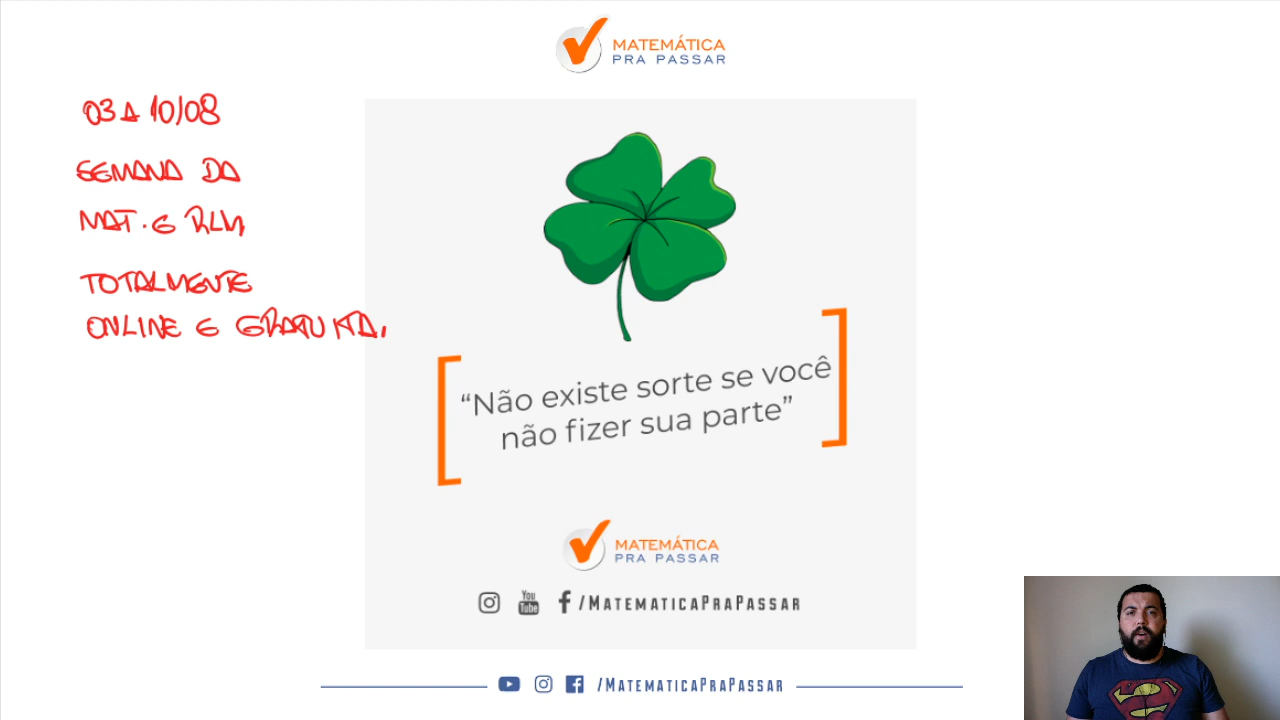 MATEMÁTICA
PRA PASSAR
03 A 10/08
SEMANA DA
MAT. E RLM
TOTALMENTE
ONLINE E GRATUITA.
“Não existe sorte se você
não fizer sua parte”
MATEMÁTICA
PRA PASSAR
You
Tube
/MATEMATICAPRAPASSAR
/MATEMATICAPRAPASSAR